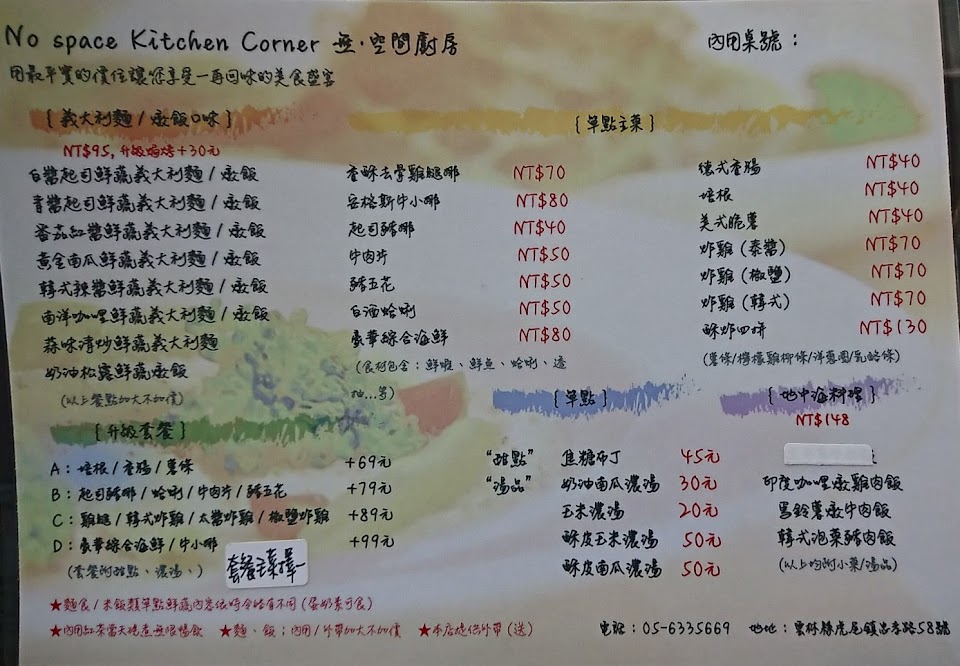 No space Kitchen Corner 無·空間廚房
內用桌號：
用最平實的價位讓您享受一再回味的美食盛宴
{ 義大利麵 / 燉飯口味 }
NT$95, 升級焗烤+30元
白醬起司鮮蔬義大利麵 / 燉飯
青醬起司鮮蔬義大利麵 / 燉飯
蕃茄紅醬鮮蔬義大利麵 / 燉飯
黃金南瓜鮮蔬義大利麵 / 燉飯
韓式辣醬鮮蔬義大利麵 / 燉飯
南洋咖哩鮮蔬義大利麵 / 燉飯
蒜味清炒鮮蔬義大利麵
奶油松露鮮蔬燉飯
(以上餐點加大不加價)
{ 升級套餐 }
A：培根 / 香腸 / 薯條 +69元
B：起司豬排 / 蛤蜊 / 牛肉片 / 豬五花 +79元
C：雞腿 / 韓式炸雞 / 太醬炸雞 / 椒鹽炸雞 +89元
D：豪華綜合海鮮 / 牛小排 +99元
(套餐附甜點、濃湯、)
套餐主菜擇一
{ 單點主菜 }
香酥去骨雞腿排 NT$70
安格斯牛小排 NT$80
起司豬排 NT$40
牛肉片 NT$50
豬五花 NT$50
白酒蛤蜊 NT$50
豪華綜合海鮮 NT$80
(食材包含：鮮蝦、鮮魚、蛤蜊、透
抽...等)
德式香腸 NT$40
培根 NT$40
美式脆薯 NT$40
炸雞 (泰醬) NT$70
炸雞 (椒鹽) NT$70
炸雞 (韓式) NT$70
酥炸四拼 NT$130
(薯條/檸檬雞柳條/洋蔥圈/乳酪條)
{ 單點 }
"甜點" 焦糖布丁 45元
"湯品" 奶油南瓜濃湯 30元
玉米濃湯 20元
酥皮玉米濃湯 50元
酥皮南瓜濃湯 50元
{ 地中海料理 }
NT$148
印度咖哩燉雞肉飯
馬鈴薯燉牛肉飯
韓式泡菜豬肉飯
(以上均附小菜/湯品)
★麵食 / 米飯類單點鮮蔬內容依時令略有不同 (蛋奶素可食)
★內用紅茶當天現煮無限暢飲 ★麵、飯；內用 / 外帶加大不加價 ★本店提供外帶 (送)
電話：05-6335669 地址：雲林縣虎尾鎮忠孝路58號